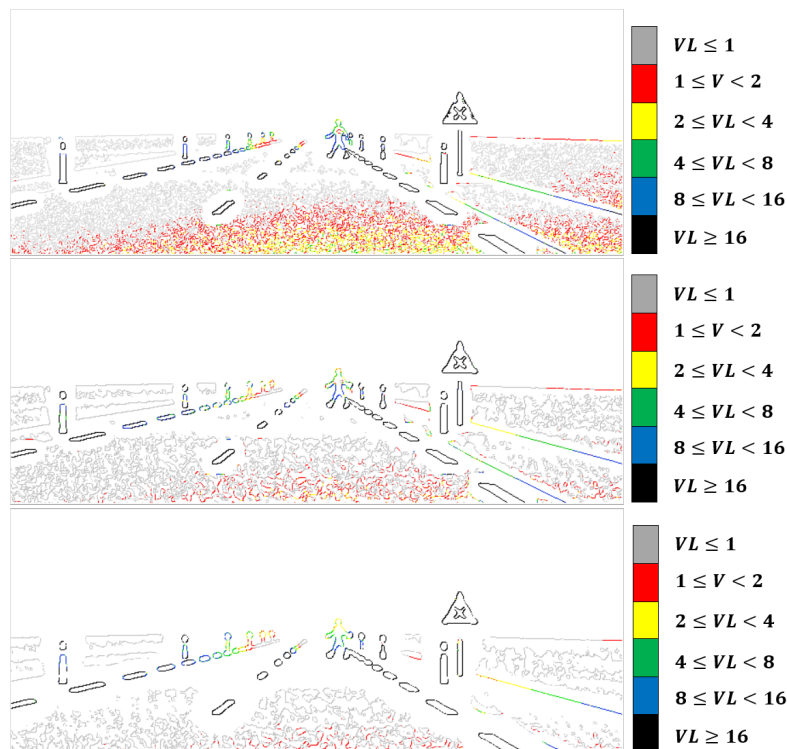 VL ≤ 1
1 ≤ V < 2
2 ≤ VL < 4
4 ≤ VL < 8
8 ≤ VL < 16
VL ≥ 16
VL ≤ 1
1 ≤ V < 2
2 ≤ VL < 4
4 ≤ VL < 8
8 ≤ VL < 16
VL ≥ 16
VL ≤ 1
1 ≤ V < 2
2 ≤ VL < 4
4 ≤ VL < 8
8 ≤ VL < 16
VL ≥ 16